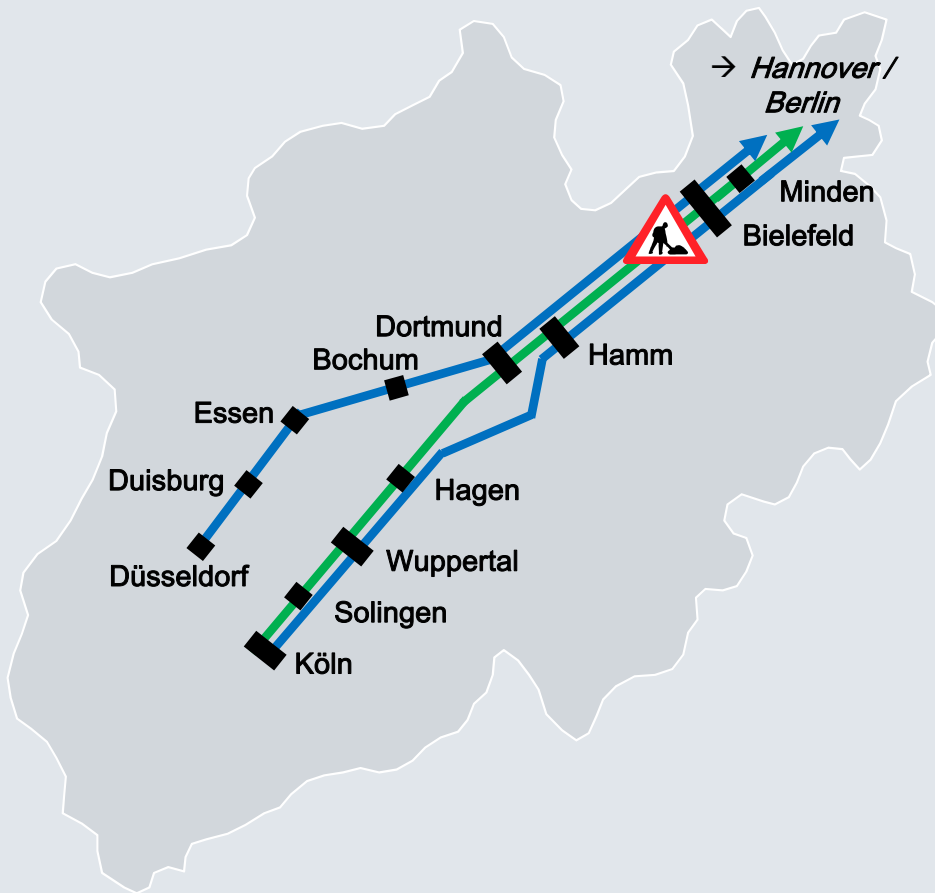 → Hannover /
Berlin
Minden
Bielefeld
Dortmund
Hamm
Bochum
Essen
Duisburg
Hagen
Wuppertal
Düsseldorf
Solingen
Köln